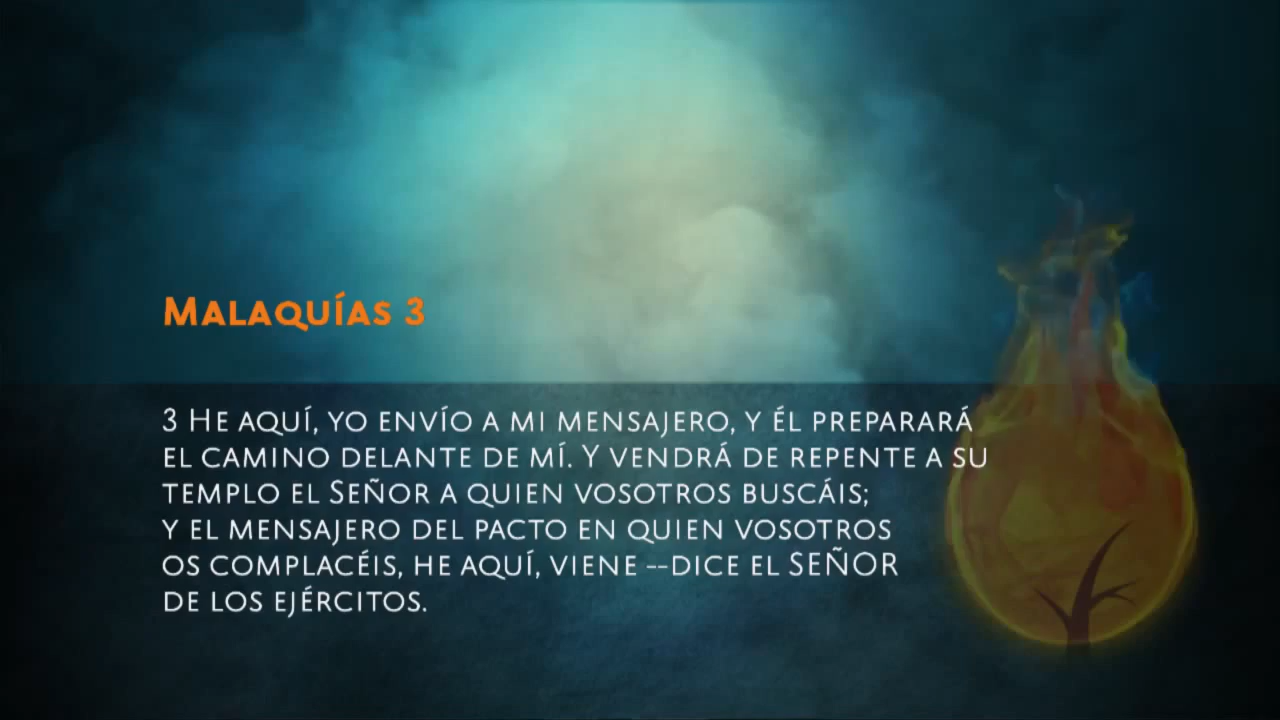 Malaquías 3
3 He aquí, yo envío a mi mensajero, y él preparará
el camino delante de mí. Y vendrá de repente a su
templo el Señor a quien vosotros buscáis;
y el mensajero del pacto en quien vosotros
os complacéis, he aquí, viene --dice el SEÑOR
de los ejércitos.